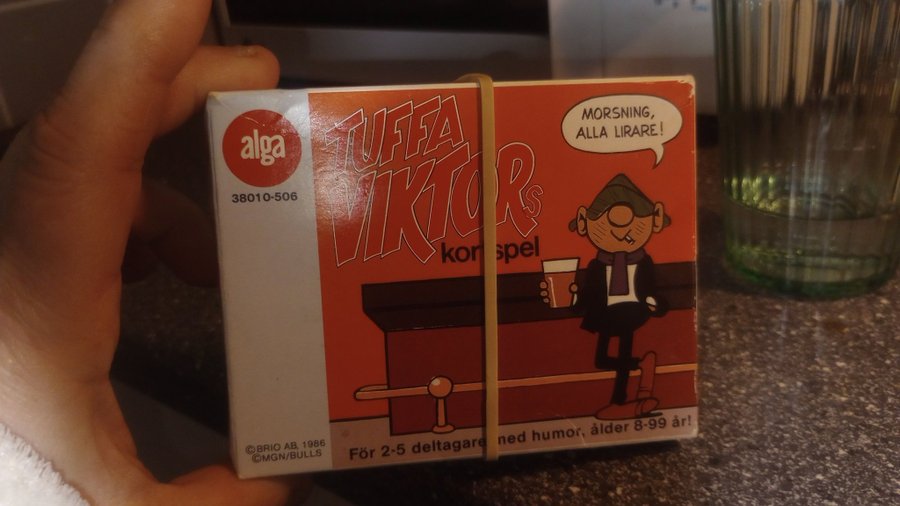 alga
38010-506
TUFFA
VIKTORs
kortspel
MORSNING,
ALLA LIRARE!
© BRIO AB, 1986
© MGN/BULLS
För 2-5 deltagare med humor, ålder 8-99 år!